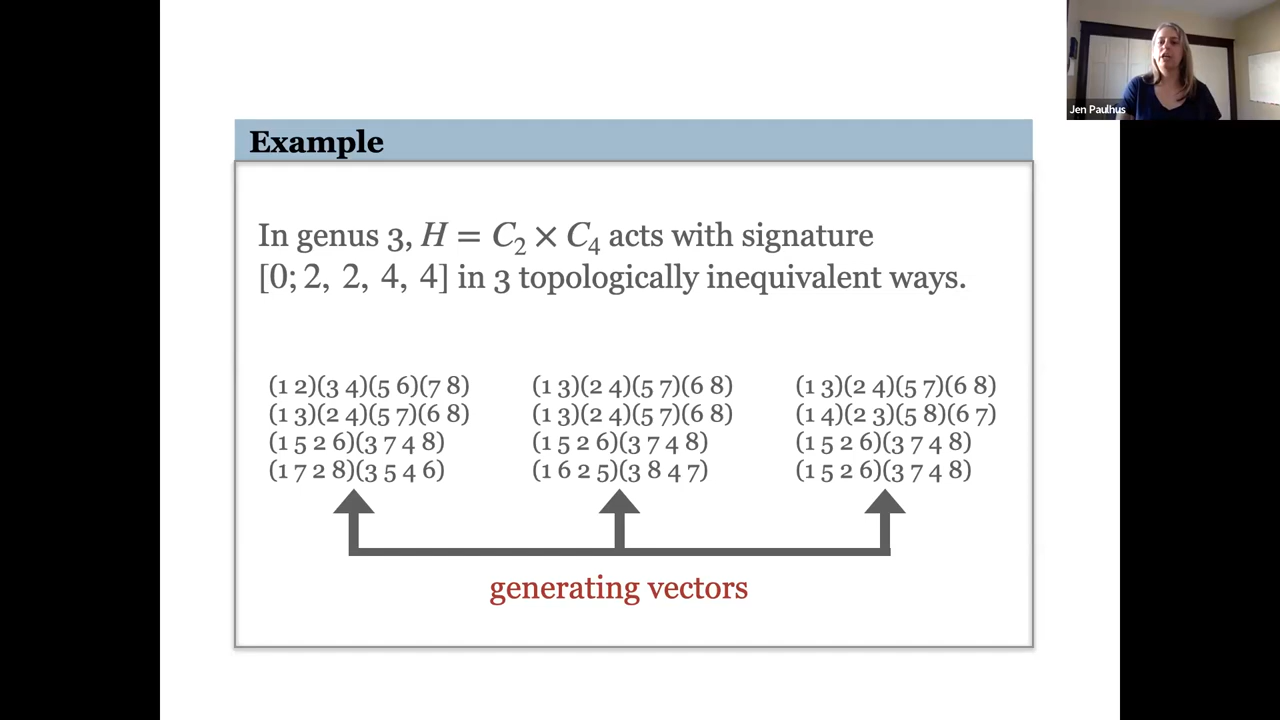 Jen Paulhus
Example
In genus 3, H = C₂ × C₄ acts with signature
[0; 2, 2, 4, 4] in 3 topologically inequivalent ways.
(1 2)(3 4)(5 6)(7 8) (1 3)(2 4)(5 7)(6 8) (1 3)(2 4)(5 7)(6 8)
(1 3)(2 4)(5 7)(6 8) (1 3)(2 4)(5 7)(6 8) (1 4)(2 3)(5 8)(6 7)
(1 5 2 6)(3 7 4 8) (1 5 2 6)(3 7 4 8) (1 5 2 6)(3 7 4 8)
(1 7 2 8)(3 5 4 6) (1 6 2 5)(3 8 4 7) (1 5 2 6)(3 7 4 8)
generating vectors